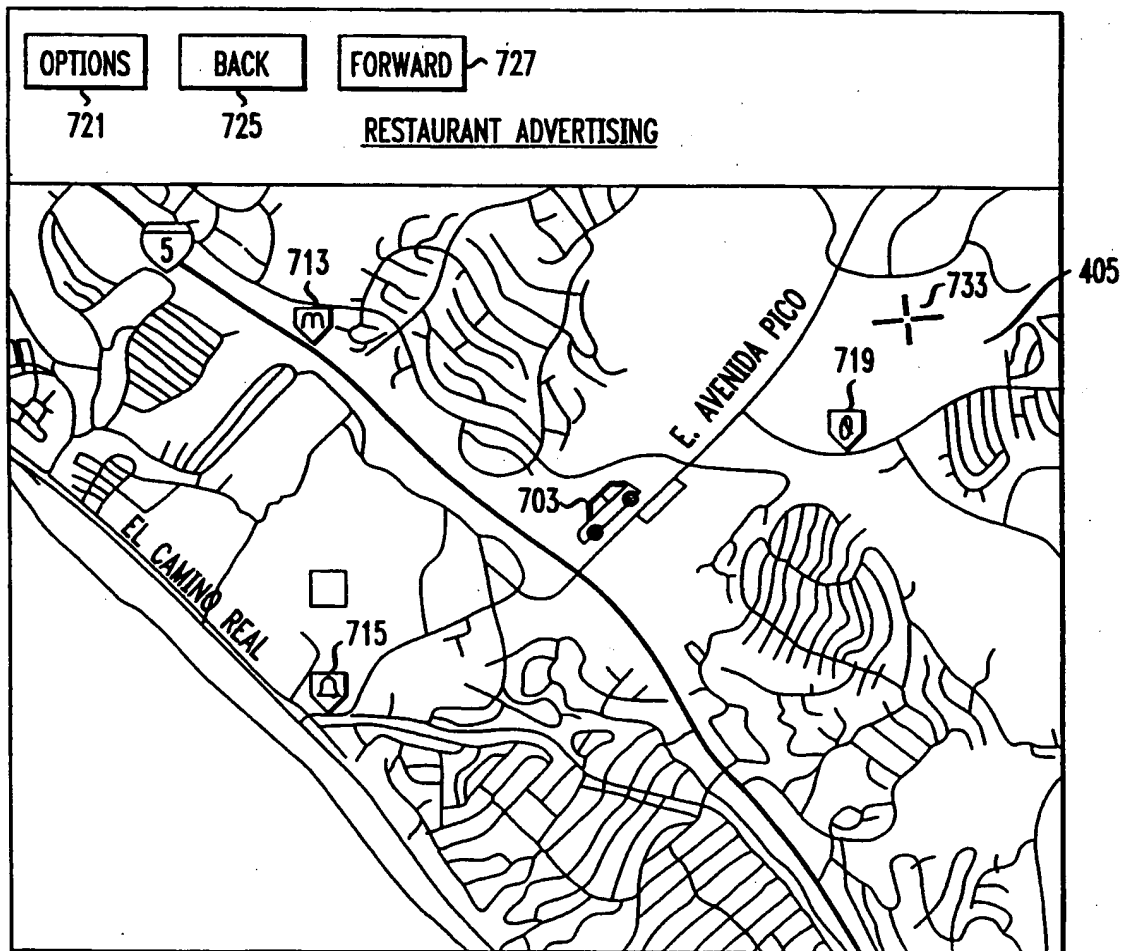 OPTIONS BACK FORWARD 727
721 725 RESTAURANT ADVERTISING
5
713
m
733
405
719
E. AVENIDA PICO
703
EL CAMINO REAL
715